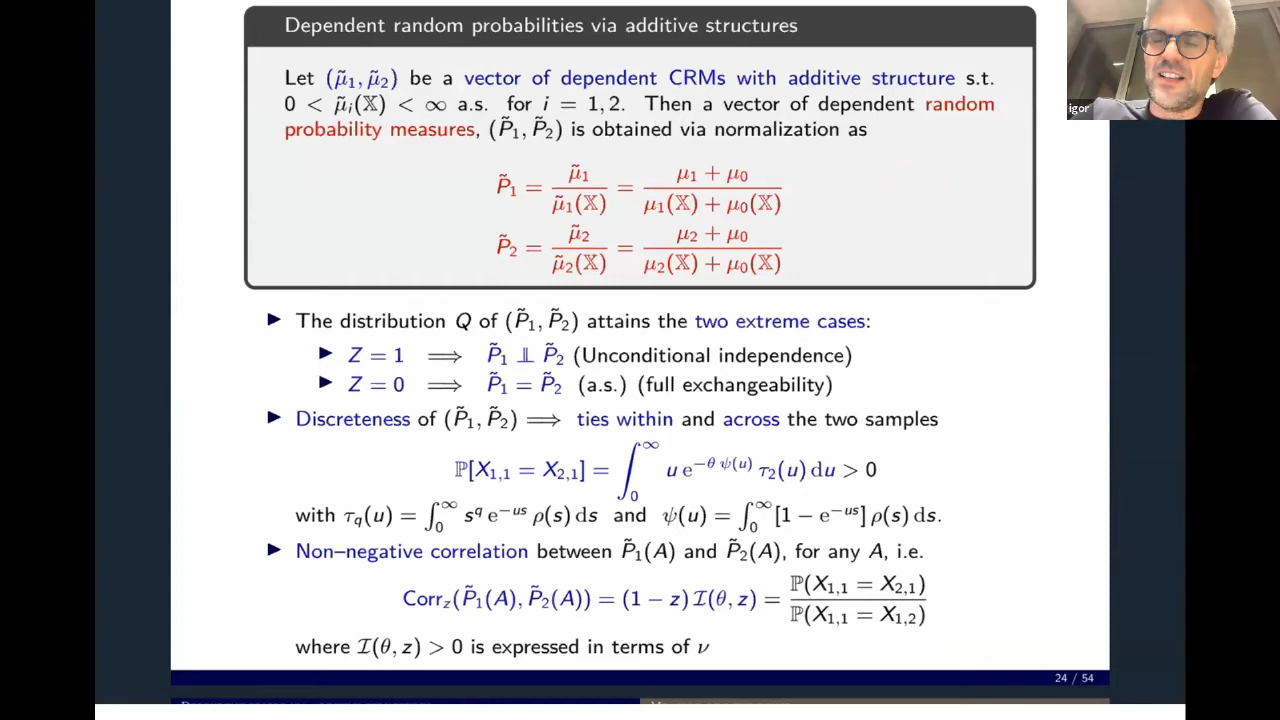 Dependent random probabilities via additive structures
Let (μ̃₁, μ̃₂) be a vector of dependent CRMs with additive structure s.t.
0 < μ̃ᵢ(𝕏) < ∞ a.s. for i = 1, 2. Then a vector of dependent random
probability measures, (P̃₁, P̃₂) is obtained via normalization as
P̃₁ = μ̃₁ / μ̃₁(𝕏) = (μ₁ + μ₀) / (μ₁(𝕏) + μ₀(𝕏))
P̃₂ = μ̃₂ / μ̃₂(𝕏) = (μ₂ + μ₀) / (μ₂(𝕏) + μ₀(𝕏))
igor
▶ The distribution Q of (P̃₁, P̃₂) attains the two extreme cases:
▶ Z = 1 ⟹ P̃₁ ⫫ P̃₂ (Unconditional independence)
▶ Z = 0 ⟹ P̃₁ = P̃₂ (a.s.) (full exchangeability)
▶ Discreteness of (P̃₁, P̃₂) ⟹ ties within and across the two samples
ℙ[X₁,₁ = X₂,₁] = ∫₀^∞ u e^{−θ ψ(u)} τ₂(u) du > 0
with τ_q(u) = ∫₀^∞ s^q e^{−us} ρ(s) ds and ψ(u) = ∫₀^∞ [1 − e^{−us}] ρ(s) ds.
▶ Non–negative correlation between P̃₁(A) and P̃₂(A), for any A, i.e.
Corr_z(P̃₁(A), P̃₂(A)) = (1 − z) ℐ(θ, z) = ℙ(X₁,₁ = X₂,₁) / ℙ(X₁,₁ = X₁,₂)
where ℐ(θ, z) > 0 is expressed in terms of ν
24 / 54